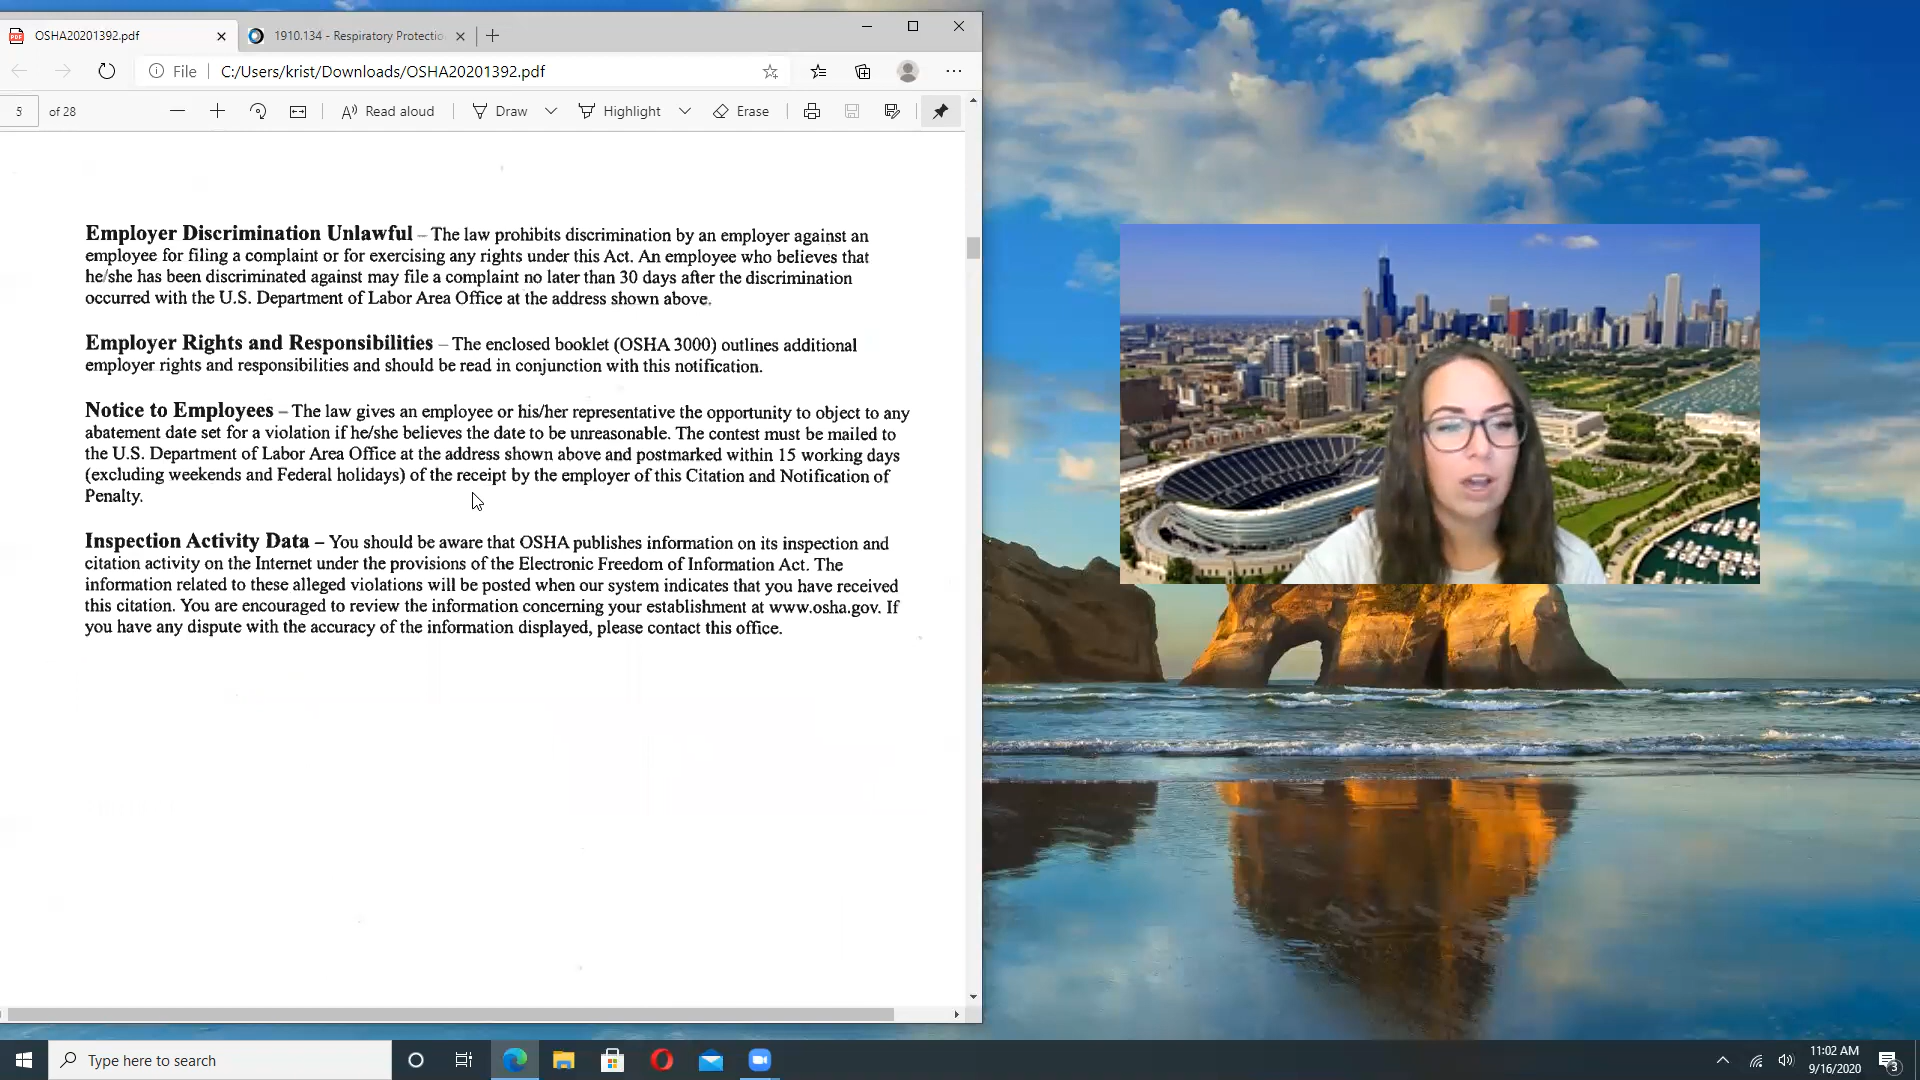 OSHA20201392.pdf
1910.134 - Respiratory Protectio
File
C:/Users/krist/Downloads/OSHA20201392.pdf
5
of 28
Read aloud
Draw
Highlight
Erase
Employer Discrimination Unlawful – The law prohibits discrimination by an employer against an
employee for filing a complaint or for exercising any rights under this Act. An employee who believes that
he/she has been discriminated against may file a complaint no later than 30 days after the discrimination
occurred with the U.S. Department of Labor Area Office at the address shown above.
Employer Rights and Responsibilities – The enclosed booklet (OSHA 3000) outlines additional
employer rights and responsibilities and should be read in conjunction with this notification.
Notice to Employees – The law gives an employee or his/her representative the opportunity to object to any
abatement date set for a violation if he/she believes the date to be unreasonable. The contest must be mailed to
the U.S. Department of Labor Area Office at the address shown above and postmarked within 15 working days
(excluding weekends and Federal holidays) of the receipt by the employer of this Citation and Notification of
Penalty.
Inspection Activity Data – You should be aware that OSHA publishes information on its inspection and
citation activity on the Internet under the provisions of the Electronic Freedom of Information Act. The
information related to these alleged violations will be posted when our system indicates that you have received
this citation. You are encouraged to review the information concerning your establishment at www.osha.gov. If
you have any dispute with the accuracy of the information displayed, please contact this office.
Type here to search
11:02 AM
9/16/2020
3